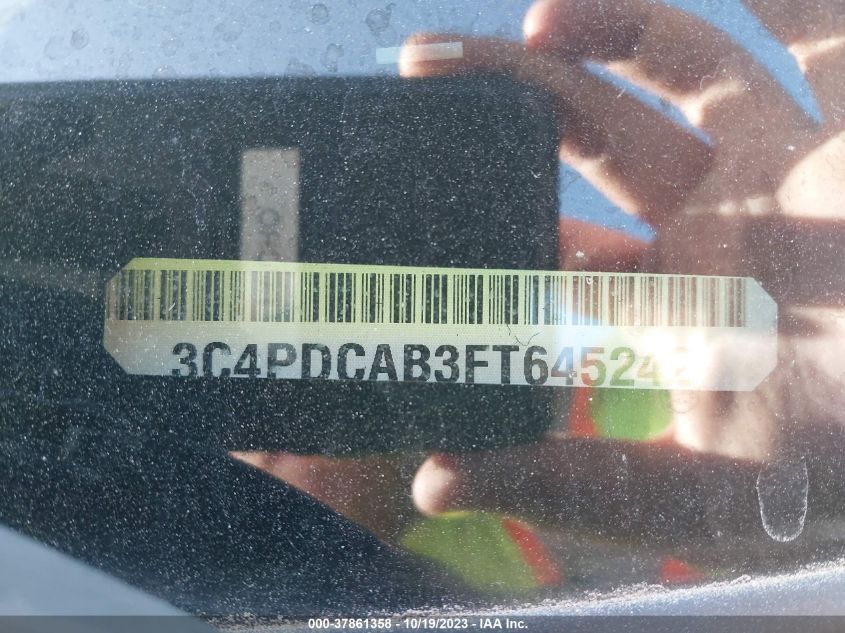 3C4PDCAB3FT645242
000-37861358 | 10/19/2023 | IAA, Inc.